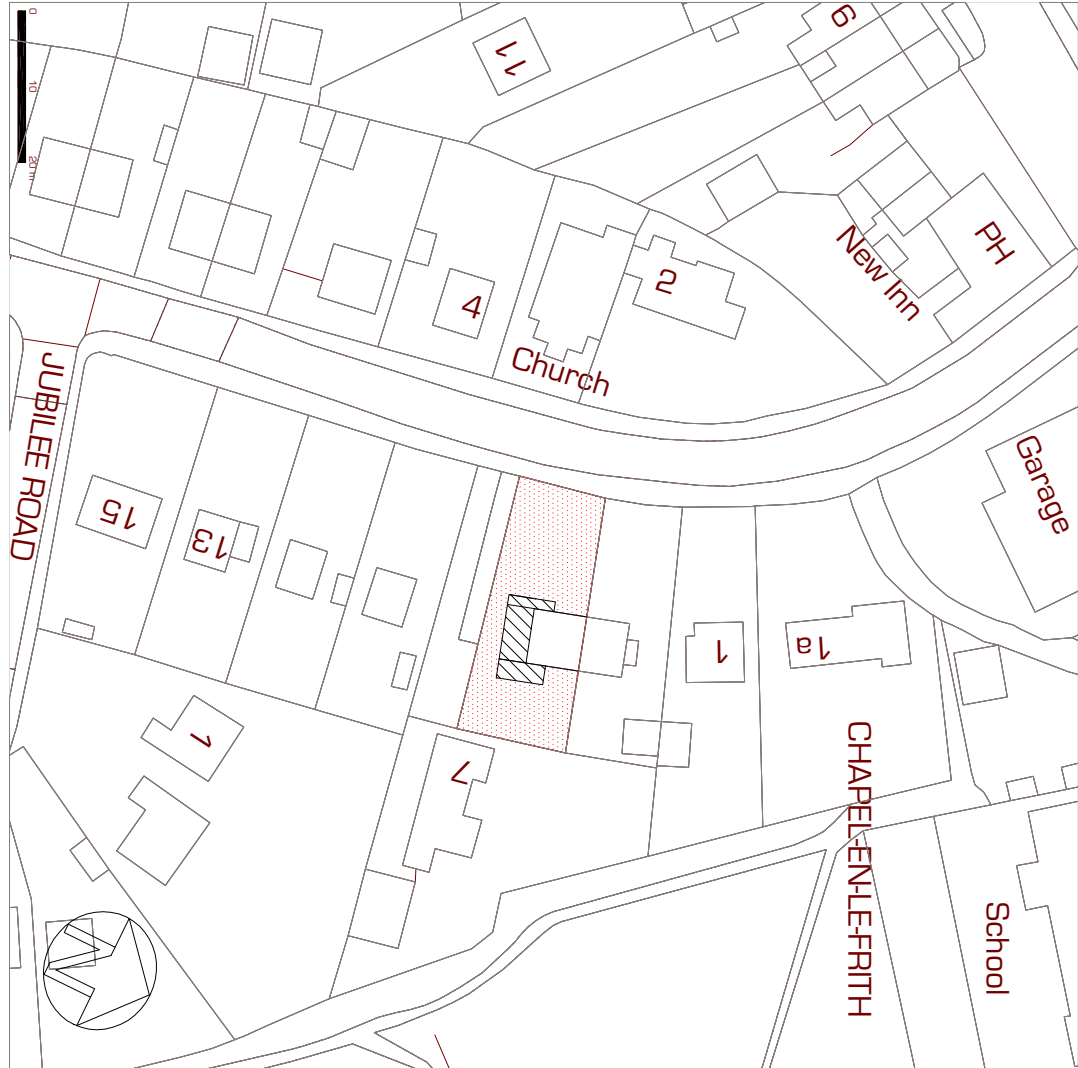 0
10
20 m
11
6
PH
New Inn
2
4
Church
JUBILEE ROAD
Garage
15
13
1
1a
1
7
CHAPEL-EN-LE-FRITH
School
N